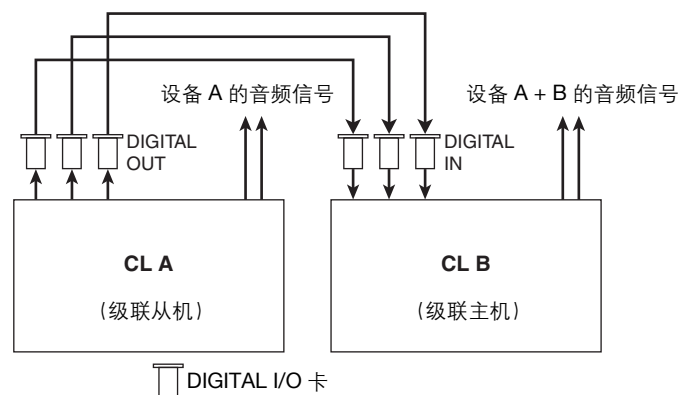 设备 A 的音频信号
设备 A + B 的音频信号
DIGITAL
OUT
DIGITAL
IN
CL A
(级联从机)
CL B
(级联主机)
DIGITAL I/O 卡